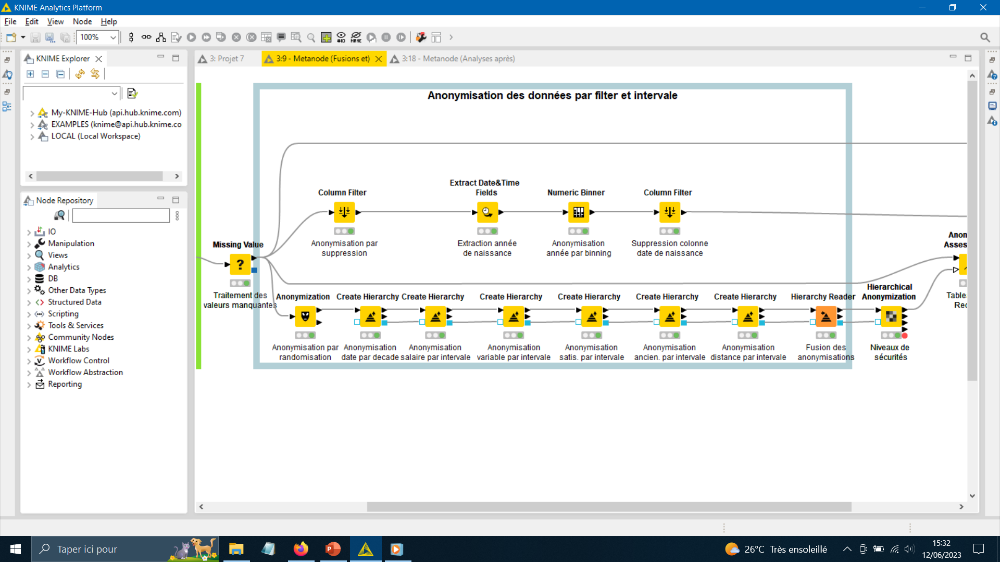 KNIME Analytics Platform
File Edit View Node Help
100%
#ID
NAME
KNIME Explorer
My-KNIME-Hub (api.hub.knime.com)
EXAMPLES (knime@api.hub.knime.co
LOCAL (Local Workspace)
Node Repository
IO
Manipulation
Views
Analytics
DB
Other Data Types
Structured Data
Scripting
Tools & Services
Community Nodes
KNIME Labs
Workflow Control
Workflow Abstraction
Reporting
3: Projet 7
3:9 - Metanode (Fusions et)
3:18 - Metanode (Analyses après)
Anonymisation des données par filter et intervale
Column Filter
Anonymisation par
suppression
Extract Date&Time
Fields
Extraction année
de naissance
Numeric Binner
Anonymisation
année par binning
Column Filter
Suppression colonne
date de naissance
Missing Value
?
Traitement des
valeurs manquantes
Anonymization
Anonymisation par
randomisation
Create Hierarchy
Anonymisation
date par decade
Create Hierarchy
Anonymisation
salaire par intervale
Create Hierarchy
Anonymisation
variable par intervale
Create Hierarchy
Anonymisation
satis. par intervale
Create Hierarchy
Anonymisation
ancien. par intervale
Create Hierarchy
Anonymisation
distance par intervale
Hierarchy Reader
Fusion des
anonymisations
Hierarchical
Anonymization
Niveaux de
sécurités
Anon
Asses
Table
Rec
Taper ici pour
26°C Très ensoleillé
15:32
12/06/2023